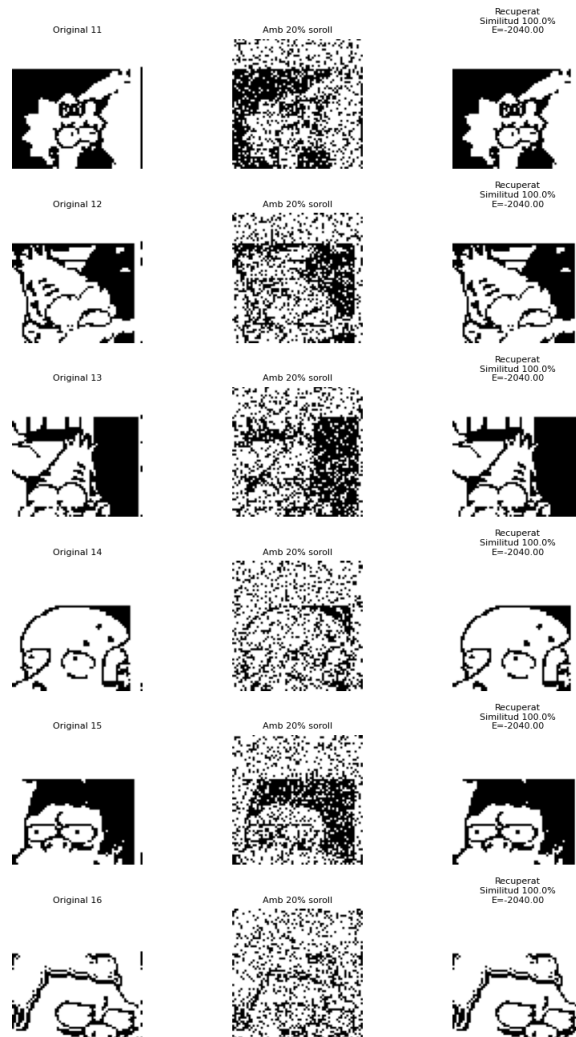 Original 11
Amb 20% soroll
Recuperat
Similitud 100.0%
E=-2040.00
Original 12
Amb 20% soroll
Recuperat
Similitud 100.0%
E=-2040.00
Original 13
Amb 20% soroll
Recuperat
Similitud 100.0%
E=-2040.00
Original 14
Amb 20% soroll
Recuperat
Similitud 100.0%
E=-2040.00
Original 15
Amb 20% soroll
Recuperat
Similitud 100.0%
E=-2040.00
Original 16
Amb 20% soroll
Recuperat
Similitud 100.0%
E=-2040.00